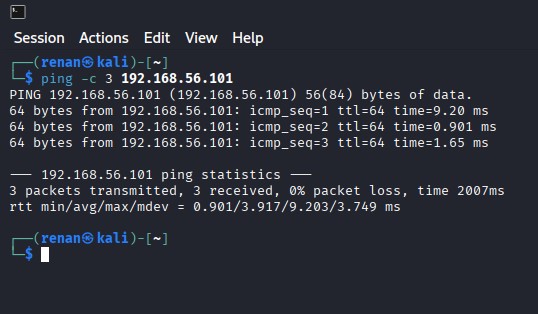 Session Actions Edit View Help
┌──(renan㉿kali)-[~]
└─$ ping -c 3 192.168.56.101
PING 192.168.56.101 (192.168.56.101) 56(84) bytes of data.
64 bytes from 192.168.56.101: icmp_seq=1 ttl=64 time=9.20 ms
64 bytes from 192.168.56.101: icmp_seq=2 ttl=64 time=0.901 ms
64 bytes from 192.168.56.101: icmp_seq=3 ttl=64 time=1.65 ms
--- 192.168.56.101 ping statistics ---
3 packets transmitted, 3 received, 0% packet loss, time 2007ms
rtt min/avg/max/mdev = 0.901/3.917/9.203/3.749 ms
┌──(renan㉿kali)-[~]
└─$